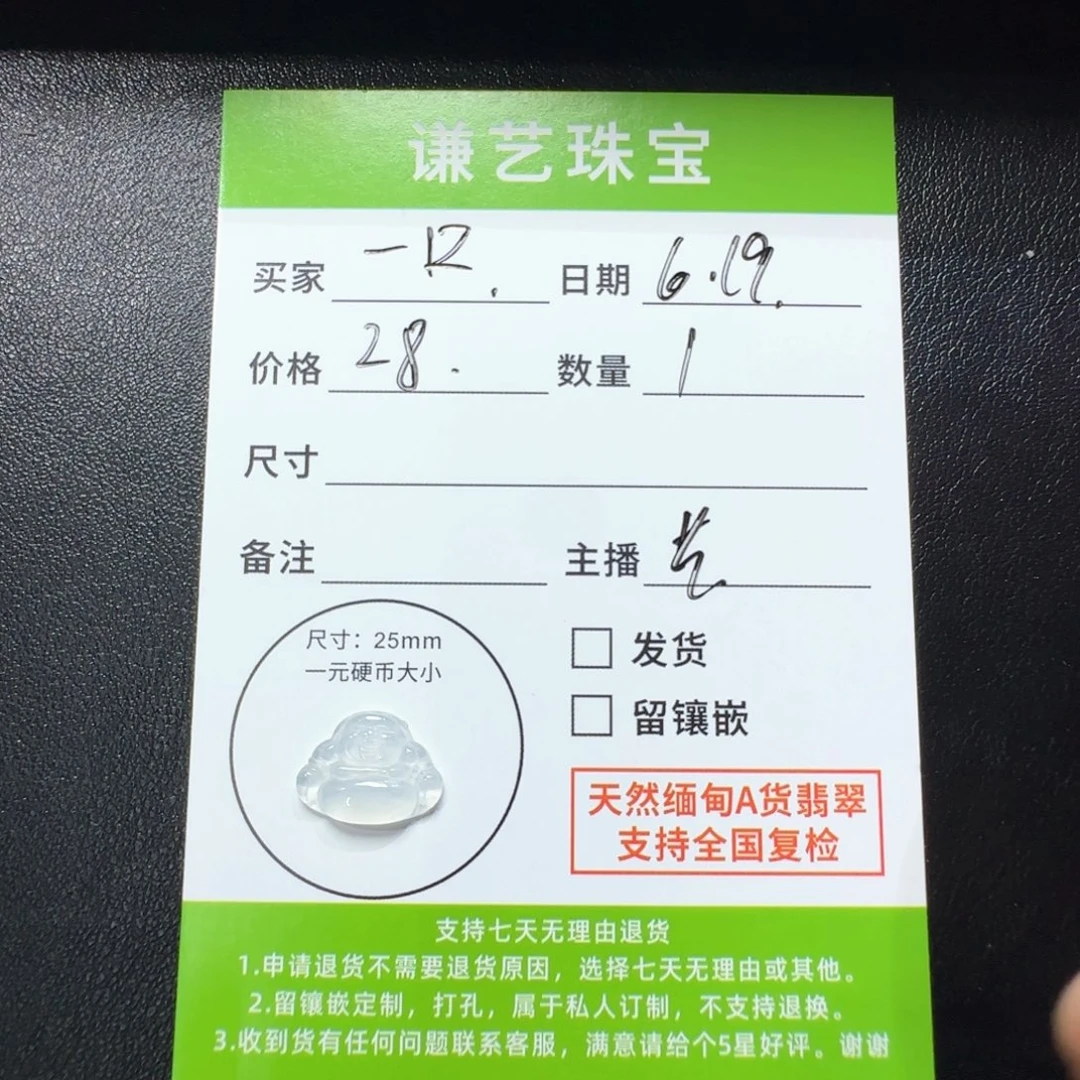 谦艺珠宝
买家 一 日期 6.19.
价格 28. 数量 1
尺寸
备注 主播 艺
尺寸：25mm
一元硬币大小
发货
留镶嵌
天然缅甸A货翡翠
支持全国复检
支持七天无理由退货
1.申请退货不需要退货原因，选择七天无理由或其他。
2.留镶嵌定制，打孔，属于私人订制，不支持退换。
3.收到货有任何问题联系客服，满意请给个5星好评。谢谢